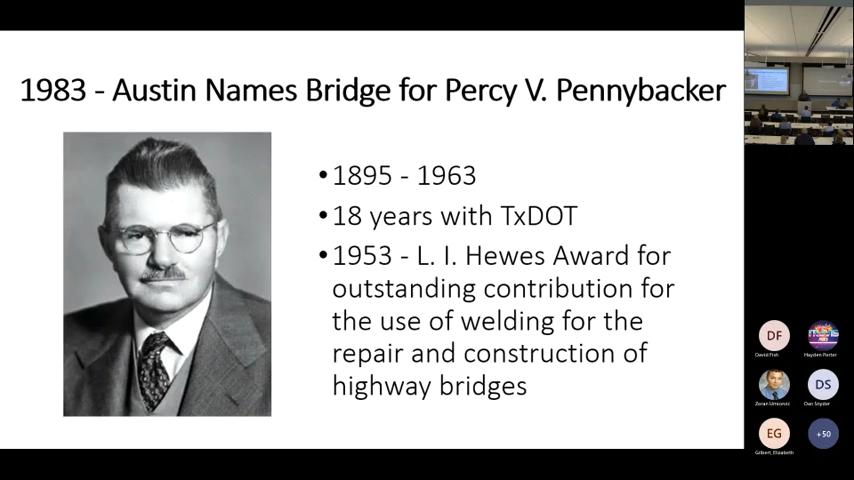 1983 - Austin Names Bridge for Percy V. Pennybacker
•1895 - 1963
•18 years with TxDOT
•1953 - L. I. Hewes Award for
outstanding contribution for
the use of welding for the
repair and construction of
highway bridges
DF
David Fish
Hayden Porter
Zoran
DS
Dan Snyder
EG
Gilbert, Elizabeth
+50